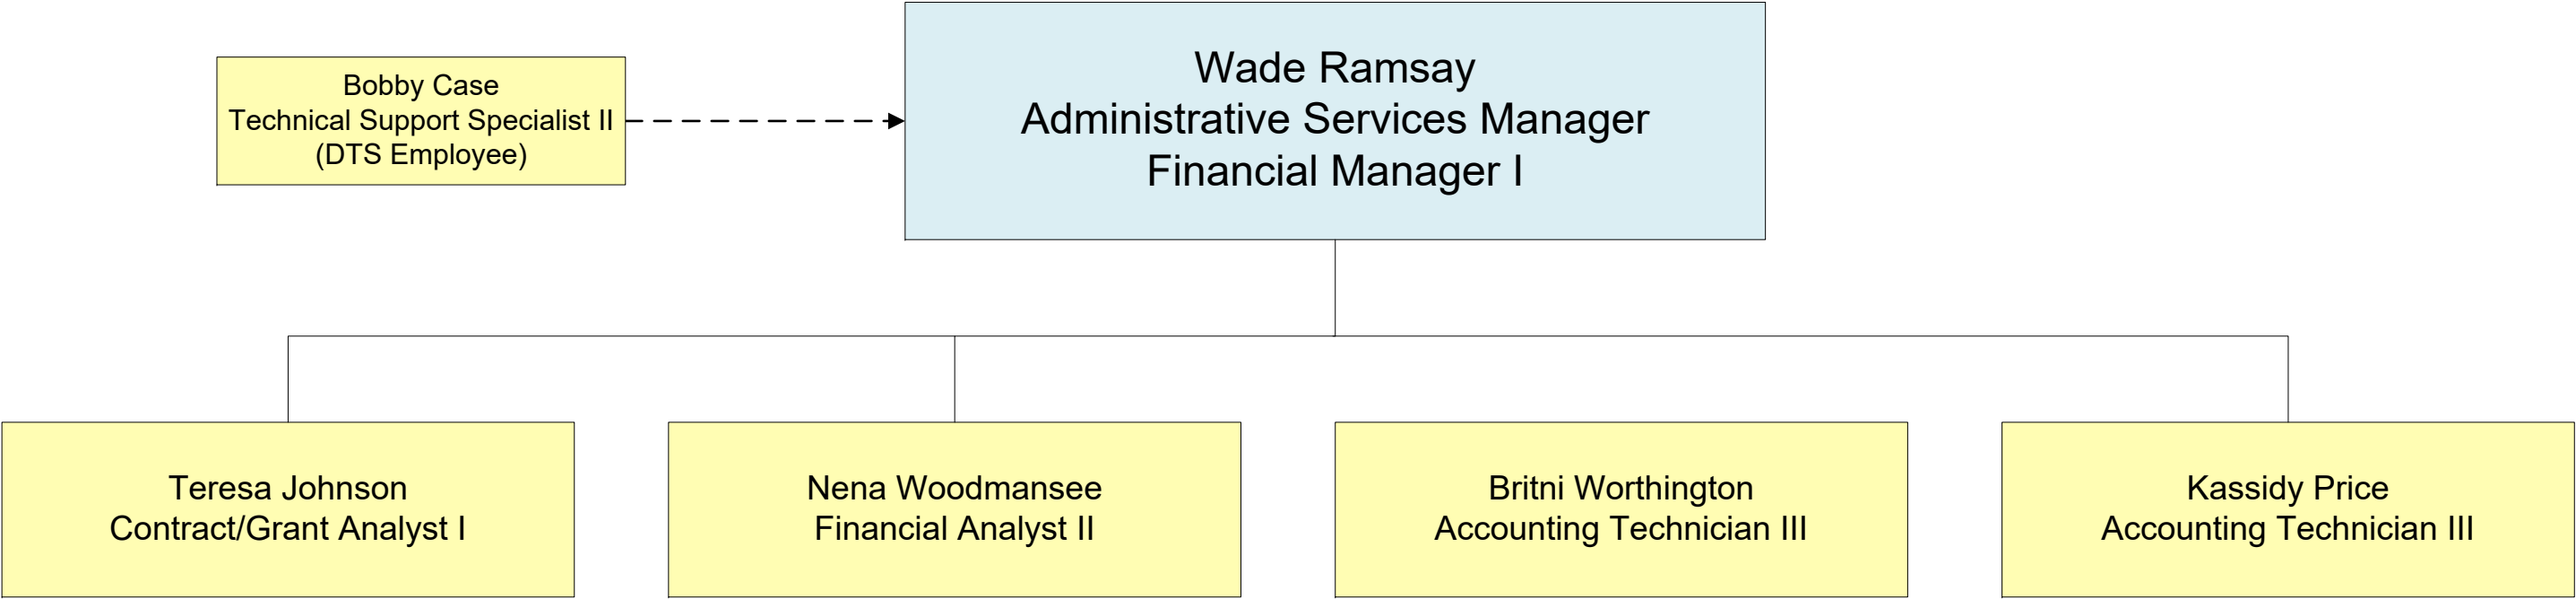 Wade Ramsay
Administrative Services Manager
Financial Manager I
Bobby Case
Technical Support Specialist II
(DTS Employee)
Teresa Johnson
Contract/Grant Analyst I
Nena Woodmansee
Financial Analyst II
Britni Worthington
Accounting Technician III
Kassidy Price
Accounting Technician III